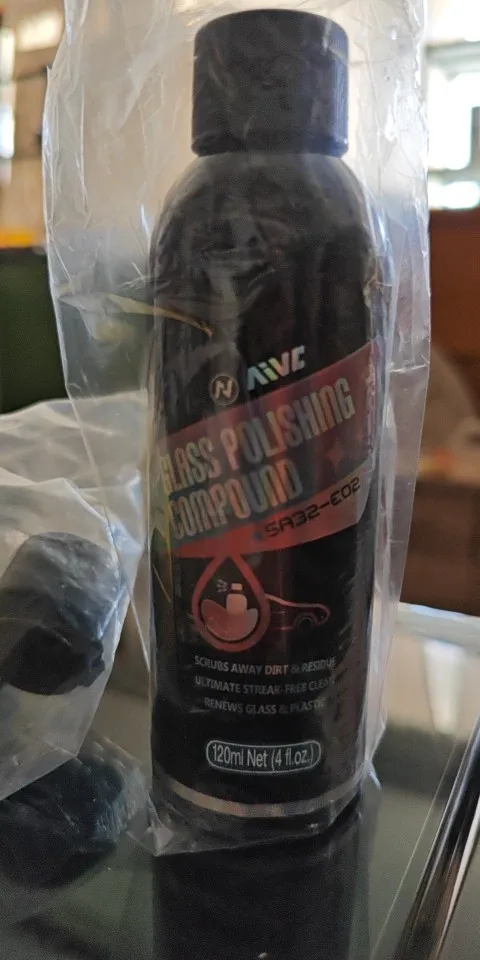 N AIVC
GLASS POLISHING
COMPOUND
SA32-E02
SCRUBS AWAY DIRT & RESIDUE
ULTIMATE STREAK-FREE CLEAN
RENEWS GLASS & PLASTIC
120ml Net (4 fl.oz.)